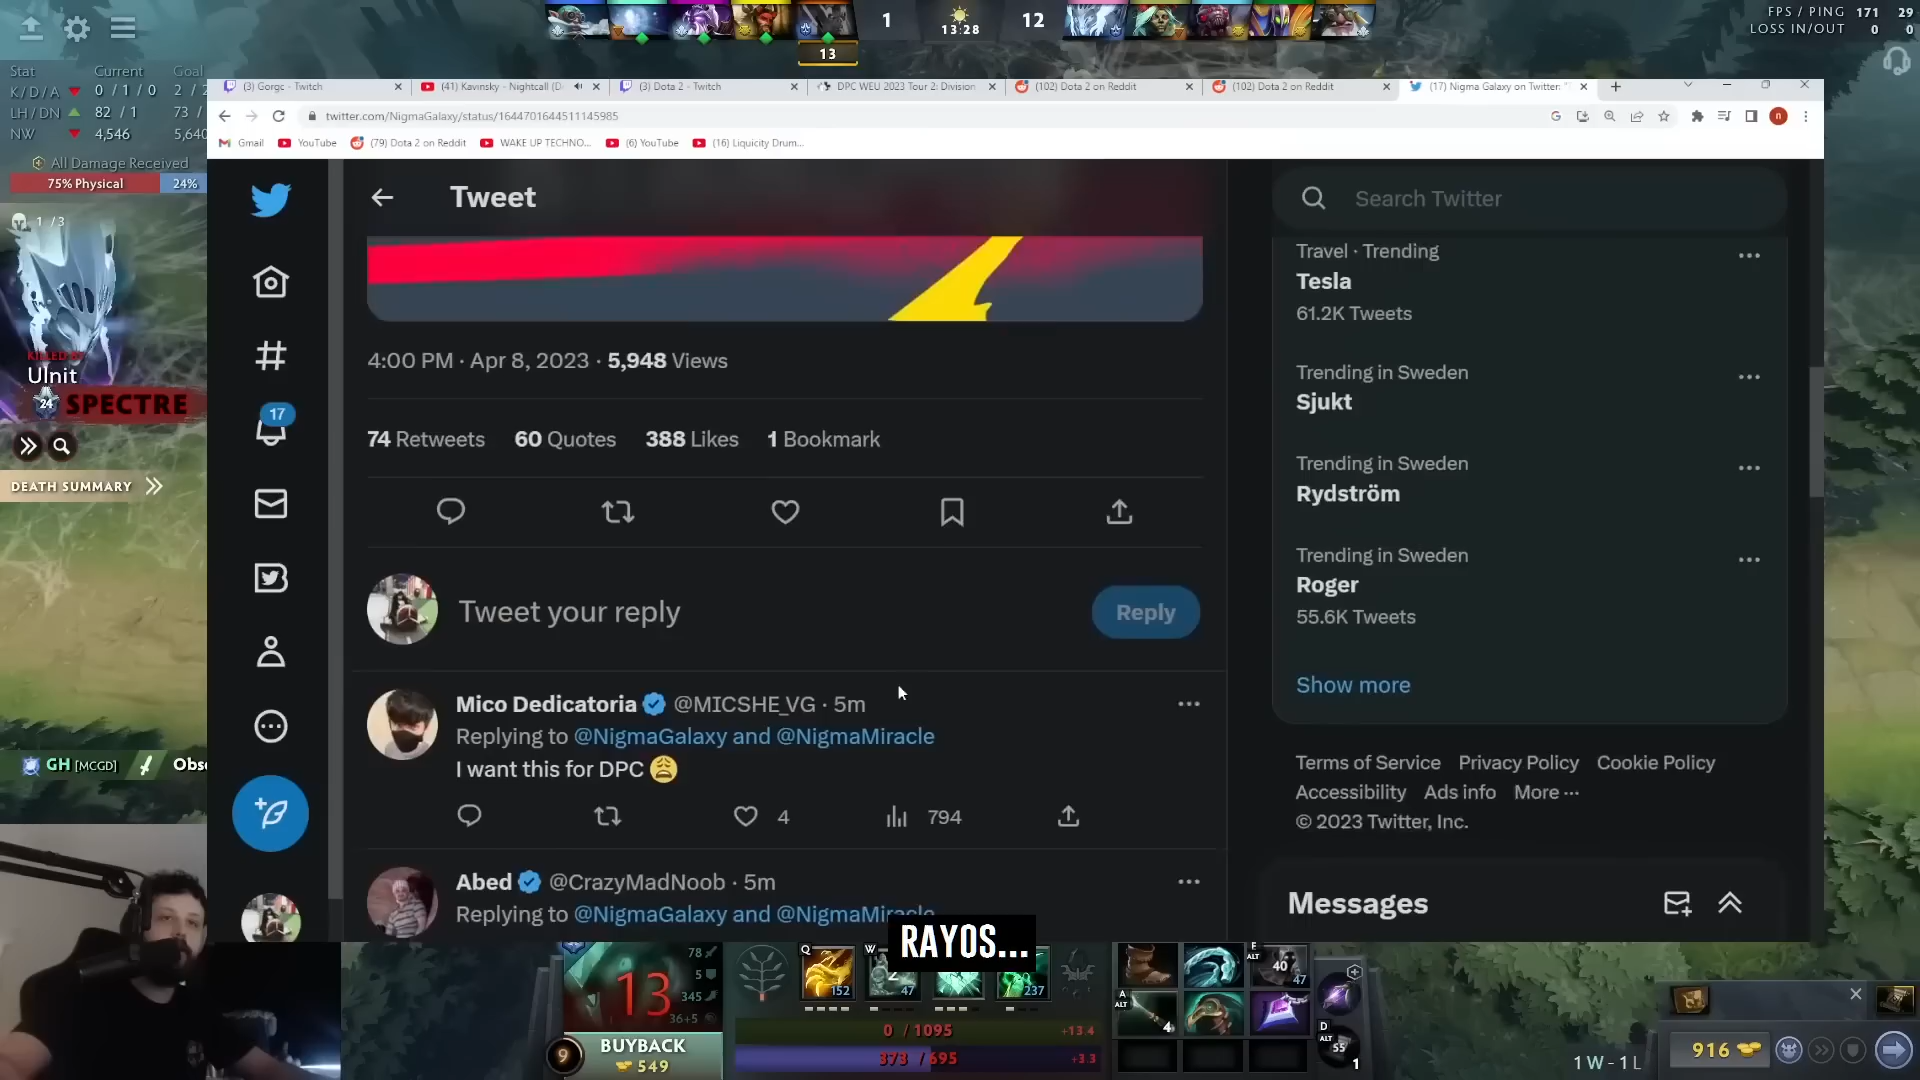 1
13:28
12
13
FPS / PING 171 29
LOSS IN/OUT 0 0
Stat Current Goal
K / D / A 0 / 1 / 0 2 / 2
LH / DN 82 / 1 73 /
NW 4,546 5,640
All Damage Received
75% Physical 24%
1 / 3
KILLED BY
Ulnit
24 SPECTRE
DEATH SUMMARY
GH [MCGD] Obse
(3) Gorgc - Twitch
(41) Kavinsky - Nightcall (D
(3) Dota 2 - Twitch
DPC WEU 2023 Tour 2: Division
(102) Dota 2 on Reddit
(102) Dota 2 on Reddit
(17) Nigma Galaxy on Twitter: "
twitter.com/NigmaGalaxy/status/1644701644511145985
n
Gmail
YouTube
(79) Dota 2 on Reddit
WAKE UP TECHNO...
(6) YouTube
(16) Liquicity Drum...
Tweet
4:00 PM · Apr 8, 2023 · 5,948 Views
74 Retweets 60 Quotes 388 Likes 1 Bookmark
17
Tweet your reply
Reply
Mico Dedicatoria @MICSHE_VG · 5m
Replying to @NigmaGalaxy and @NigmaMiracle
I want this for DPC 😩
4
794
Abed @CrazyMadNoob · 5m
Replying to @NigmaGalaxy and @NigmaMiracle
Search Twitter
Travel · Trending
Tesla
61.2K Tweets
Trending in Sweden
Sjukt
Trending in Sweden
Rydström
Trending in Sweden
Roger
55.6K Tweets
Show more
Terms of Service Privacy Policy Cookie Policy
Accessibility Ads info More ···
© 2023 Twitter, Inc.
Messages
RAYOS...
13
78
5
345
36+5
BUYBACK
549
9
Q
152
W
47
237
0 / 1095 +13.4
373 / 695 +3.3
ALT
40
47
A
ALT
4
D
ALT
55
1
1 W - 1 L
916